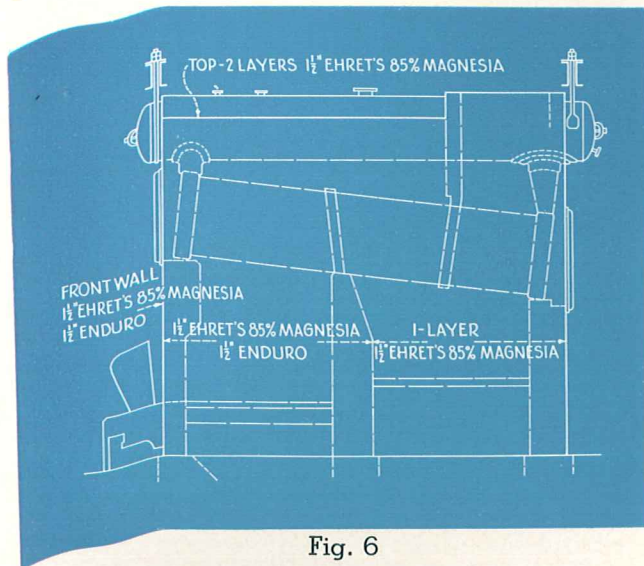 TOP-2 LAYERS 1½" EHRET'S 85% MAGNESIA
FRONT WALL
1½" EHRET'S 85% MAGNESIA
1½" ENDURO
1½" EHRET'S 85% MAGNESIA
1½" ENDURO
1-LAYER
1½" EHRET'S 85% MAGNESIA
Fig. 6